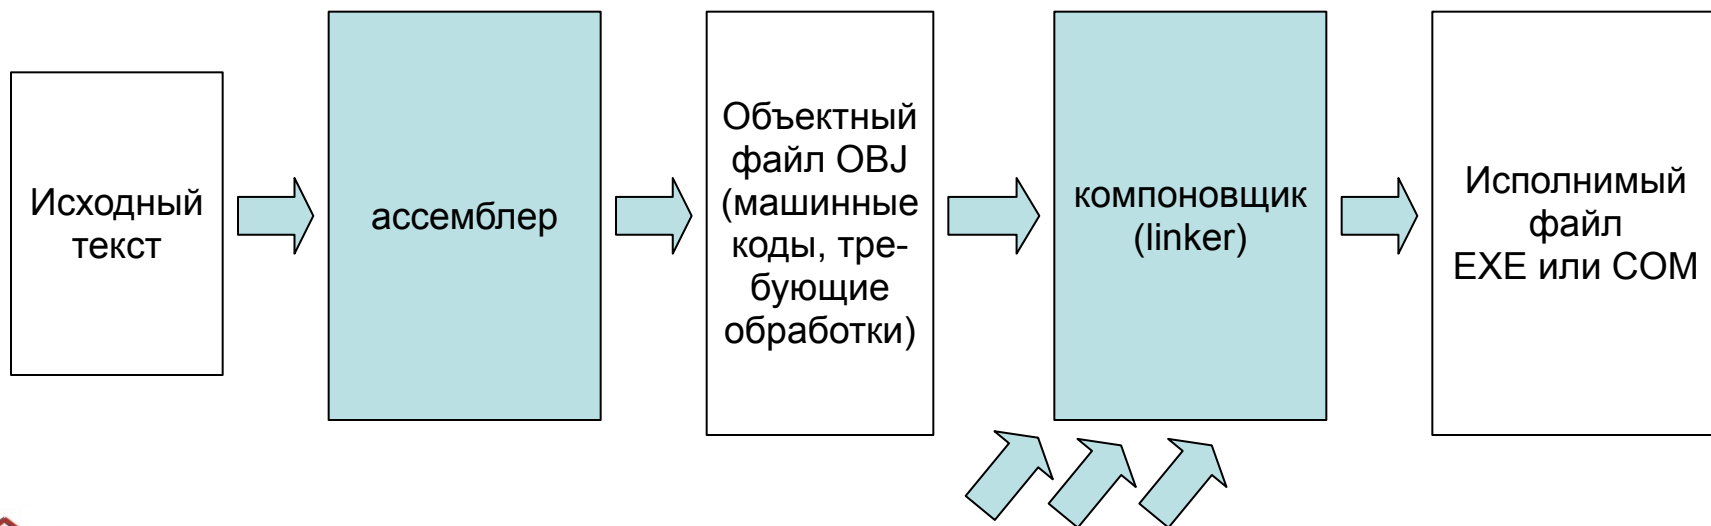 Исходный
текст
ассемблер
Объектный
файл OBJ
(машинные
коды, тре-
бующие
обработки)
компоновщик
(linker)
Исполнимый
файл
EXE или COM